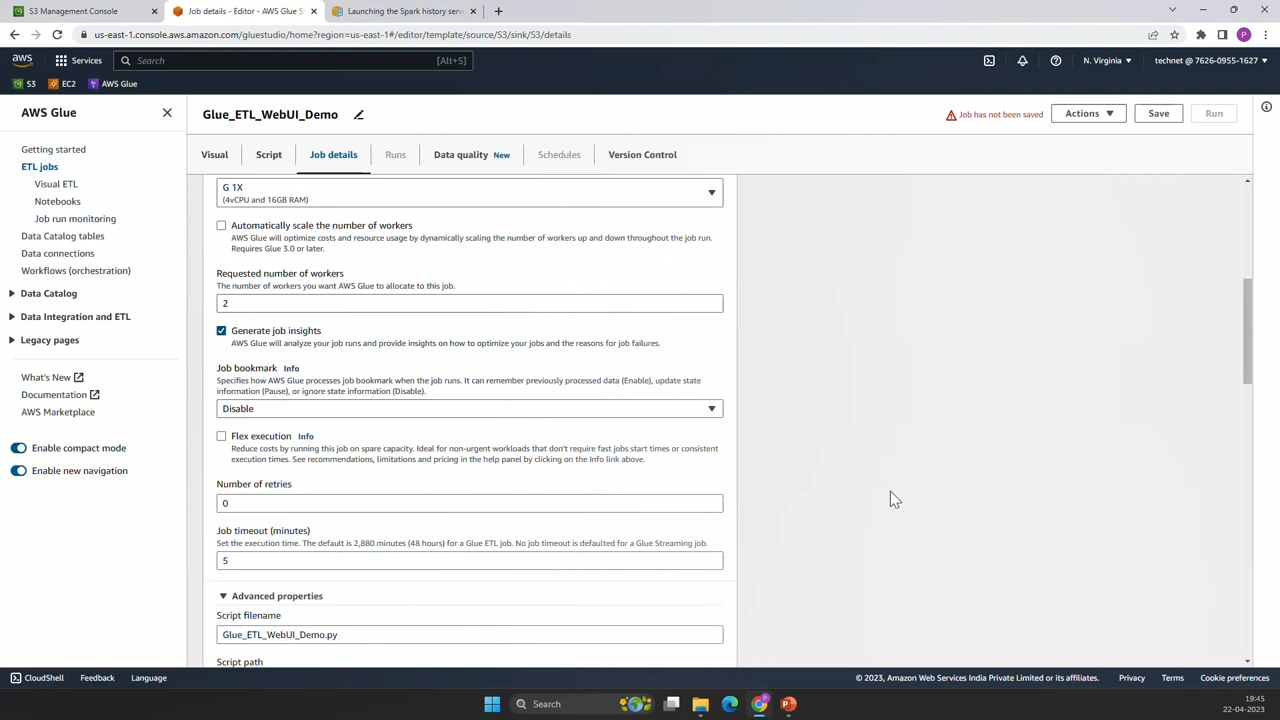 S3 Management Console
Job details - Editor - AWS Glue S
Launching the Spark history serve
us-east-1.console.aws.amazon.com/gluestudio/home?region=us-east-1#/editor/template/source/S3/sink/S3/details
P
aws
Services
Search
[Alt+S]
N. Virginia
technet @ 7626-0955-1627
S3
EC2
AWS Glue
AWS Glue
Getting started
ETL jobs
Visual ETL
Notebooks
Job run monitoring
Data Catalog tables
Data connections
Workflows (orchestration)
Data Catalog
Data Integration and ETL
Legacy pages
What's New
Documentation
AWS Marketplace
Enable compact mode
Enable new navigation
Glue_ETL_WebUI_Demo
Job has not been saved
Actions
Save
Run
Visual
Script
Job details
Runs
Data quality New
Schedules
Version Control
G 1X
(4vCPU and 16GB RAM)
Automatically scale the number of workers
AWS Glue will optimize costs and resource usage by dynamically scaling the number of workers up and down throughout the job run.
Requires Glue 3.0 or later.
Requested number of workers
The number of workers you want AWS Glue to allocate to this job.
2
Generate job insights
AWS Glue will analyze your job runs and provide insights on how to optimize your jobs and the reasons for job failures.
Job bookmark Info
Specifies how AWS Glue processes job bookmark when the job runs. It can remember previously processed data (Enable), update state
information (Pause), or ignore state information (Disable).
Disable
Flex execution Info
Reduce costs by running this job on spare capacity. Ideal for non-urgent workloads that don't require fast jobs start times or consistent
execution times. See recommendations, limitations and pricing in the help panel by clicking on the Info link above.
Number of retries
0
Job timeout (minutes)
Set the execution time. The default is 2,880 minutes (48 hours) for a Glue ETL job. No job timeout is defaulted for a Glue Streaming job.
5
Advanced properties
Script filename
Glue_ETL_WebUI_Demo.py
Script path
CloudShell
Feedback
Language
© 2023, Amazon Web Services India Private Limited or its affiliates.
Privacy
Terms
Cookie preferences
Search
19:45
22-04-2023